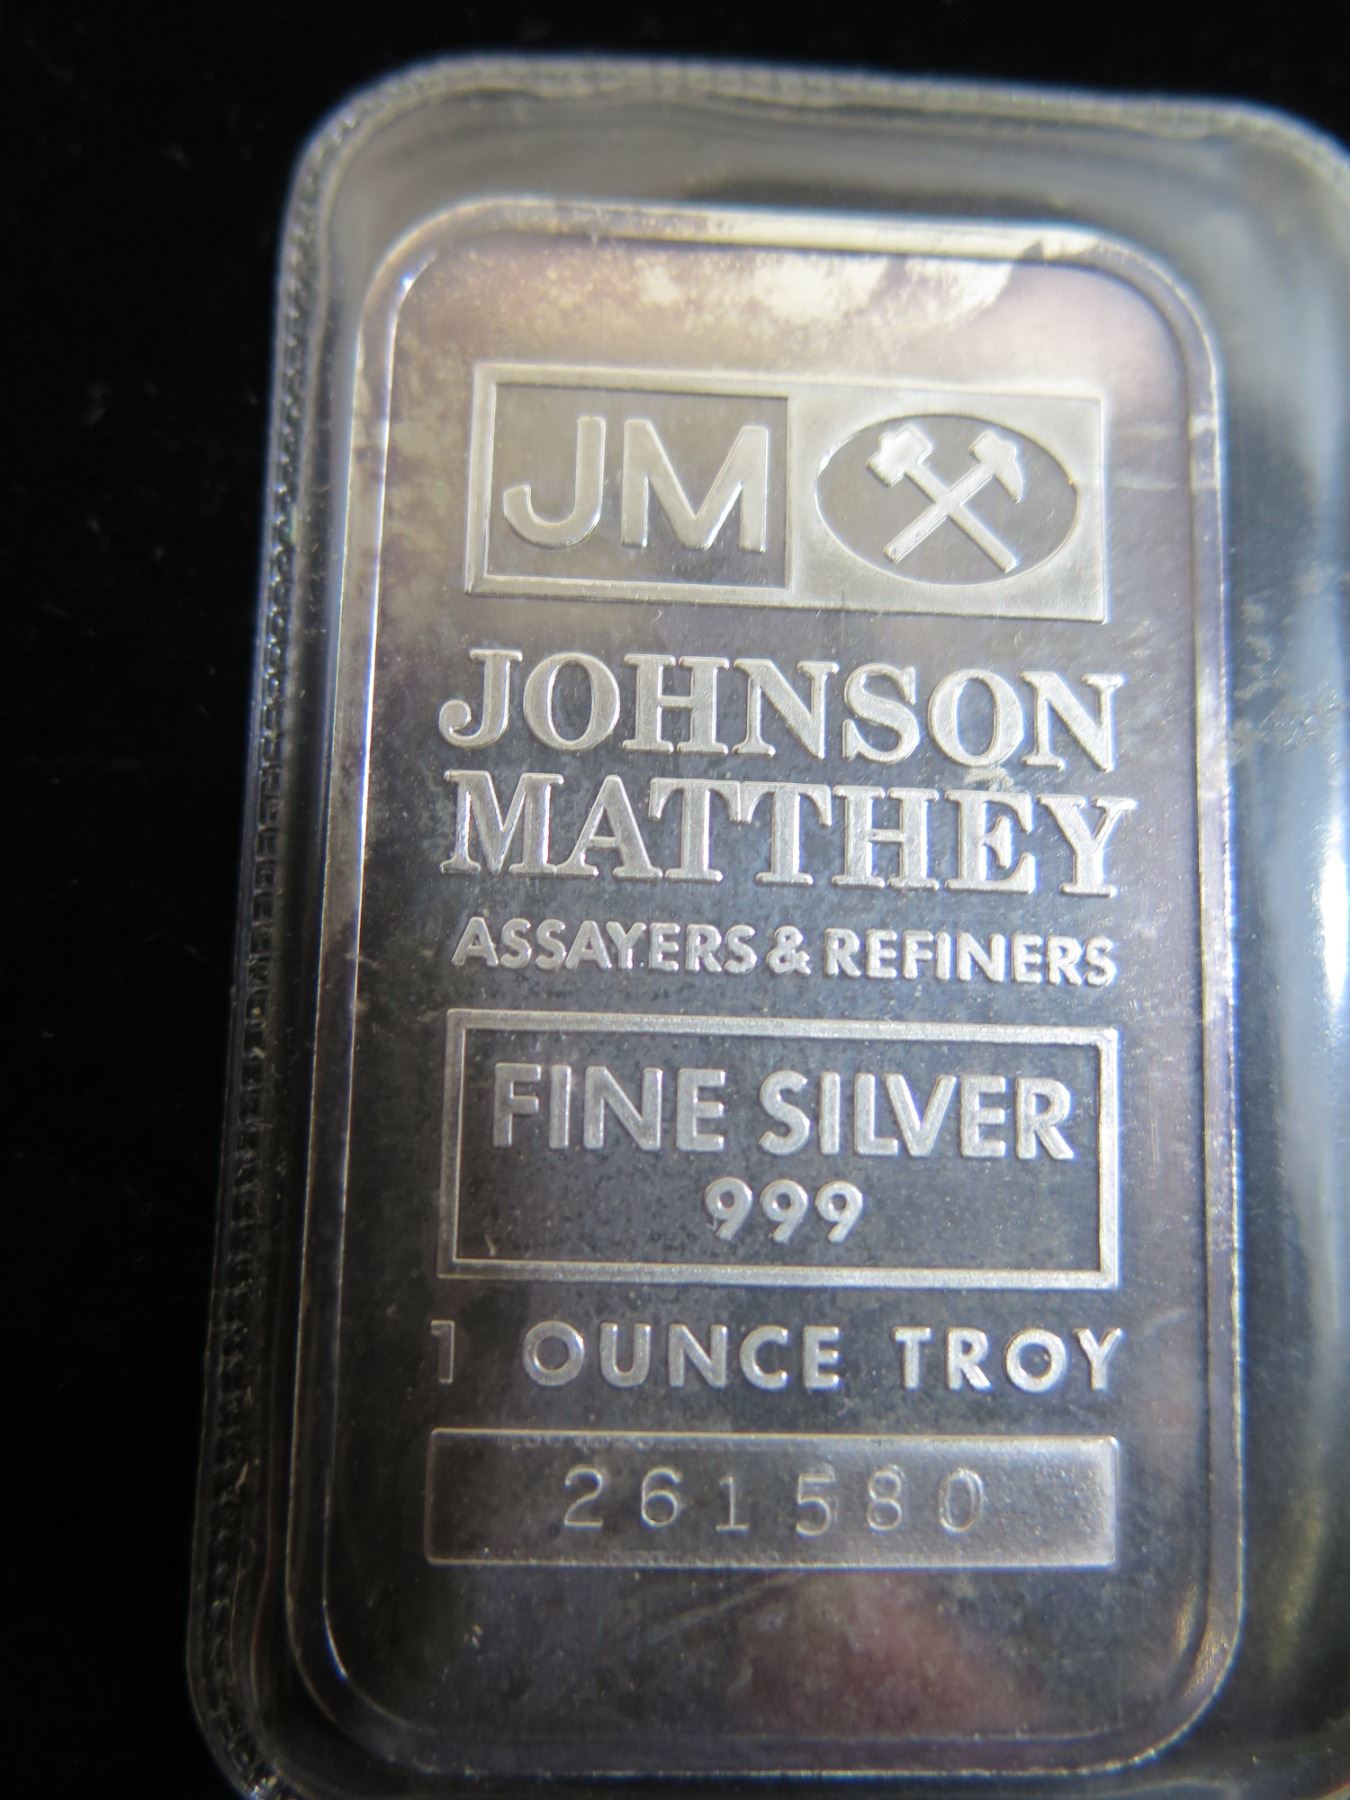 JM
JOHNSON
MATTHEY
ASSAYERS & REFINERS
FINE SILVER
999
1 OUNCE TROY
261580